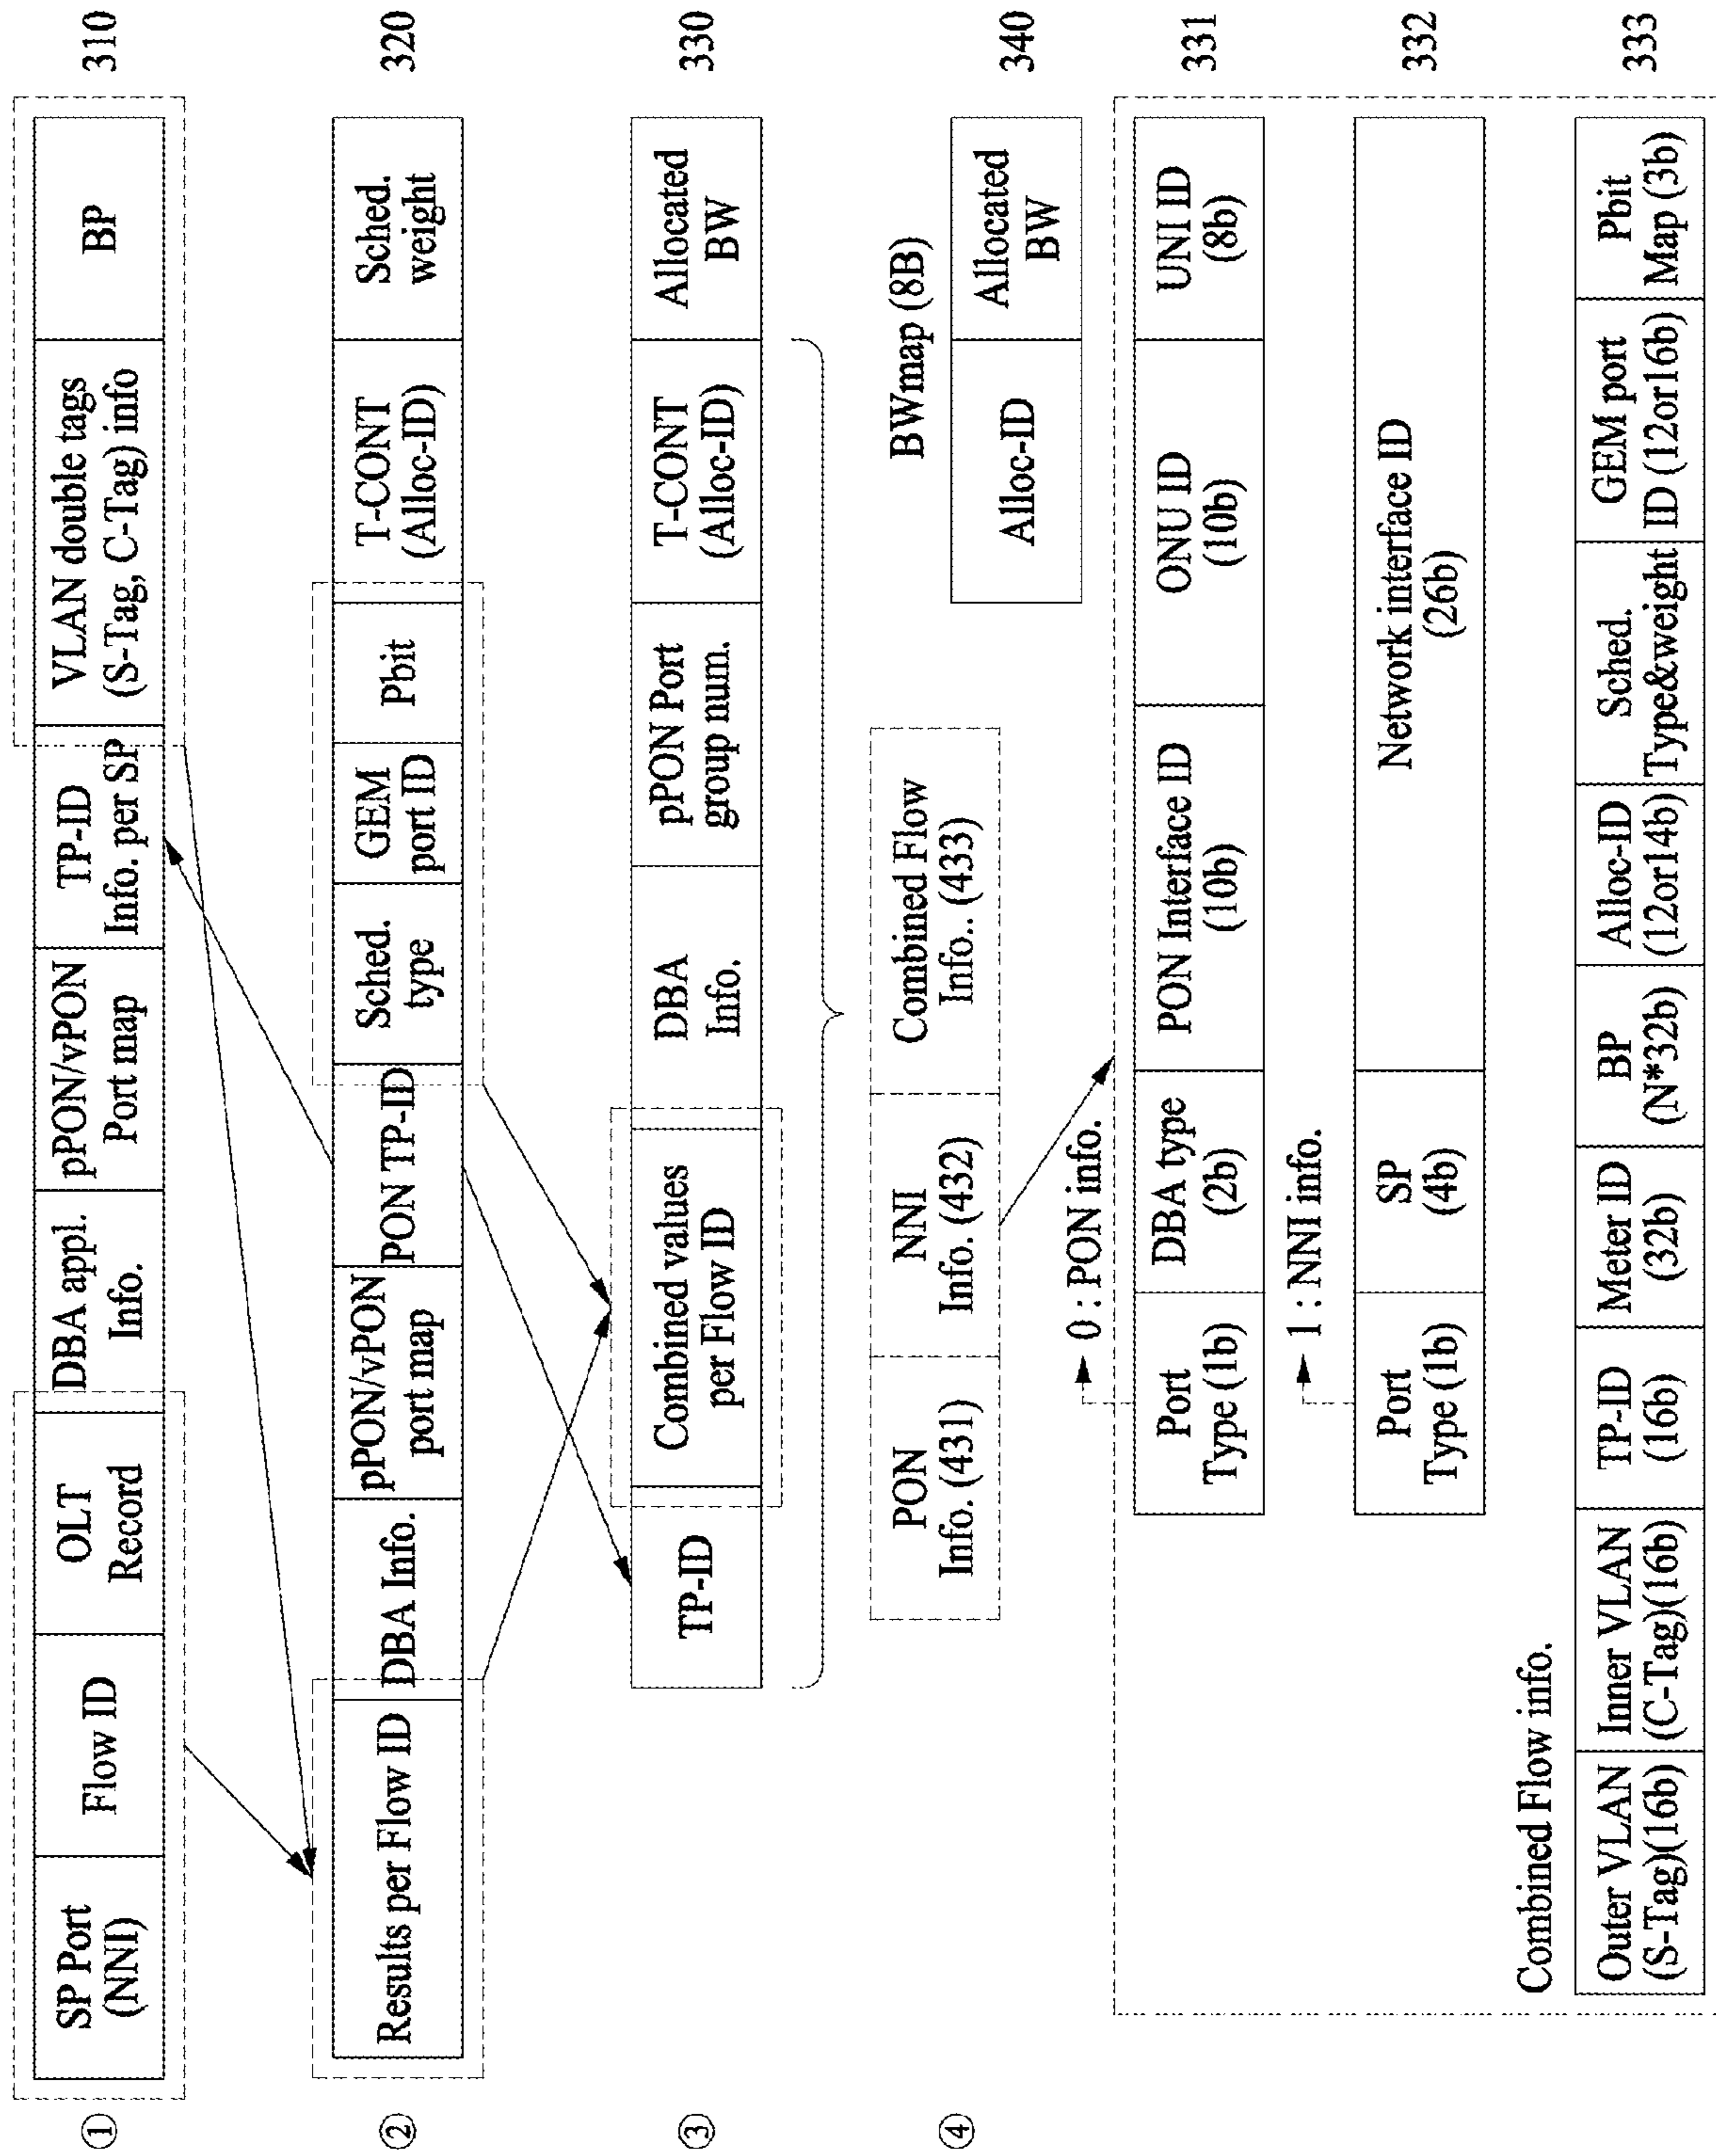 ①
SP Port
(NNI)
Flow ID
OLT
Record
DBA appl.
Info.
pPON/vPON
Port map
TP-ID
Info. per SP
VLAN double tags
(S-Tag, C-Tag) info
BP
310
②
Results per Flow ID
DBA Info.
pPON/vPON
port map
PON TP-ID
Sched.
type
GEM
port ID
Pbit
T-CONT
(Alloc-ID)
Sched.
weight
320
③
TP-ID
Combined values
per Flow ID
DBA
Info.
pPON Port
group num.
T-CONT
(Alloc-ID)
Allocated
BW
330
④
PON
Info. (431)
NNI
Info. (432)
Combined Flow
Info.. (433)
BWmap (8B)
Alloc-ID
Allocated
BW
340
0 : PON info.
Port
Type (1b)
DBA type
(2b)
PON Interface ID
(10b)
ONU ID
(10b)
UNI ID
(8b)
331
1 : NNI info.
Port
Type (1b)
SP
(4b)
Network interface ID
(26b)
332
Combined Flow info.
Outer VLAN
(S-Tag)(16b)
Inner VLAN
(C-Tag)(16b)
TP-ID
(16b)
Meter ID
(32b)
BP
(N*32b)
Alloc-ID
(12or14b)
Sched.
Type&weight
GEM port
ID (12or16b)
Pbit
Map (3b)
333